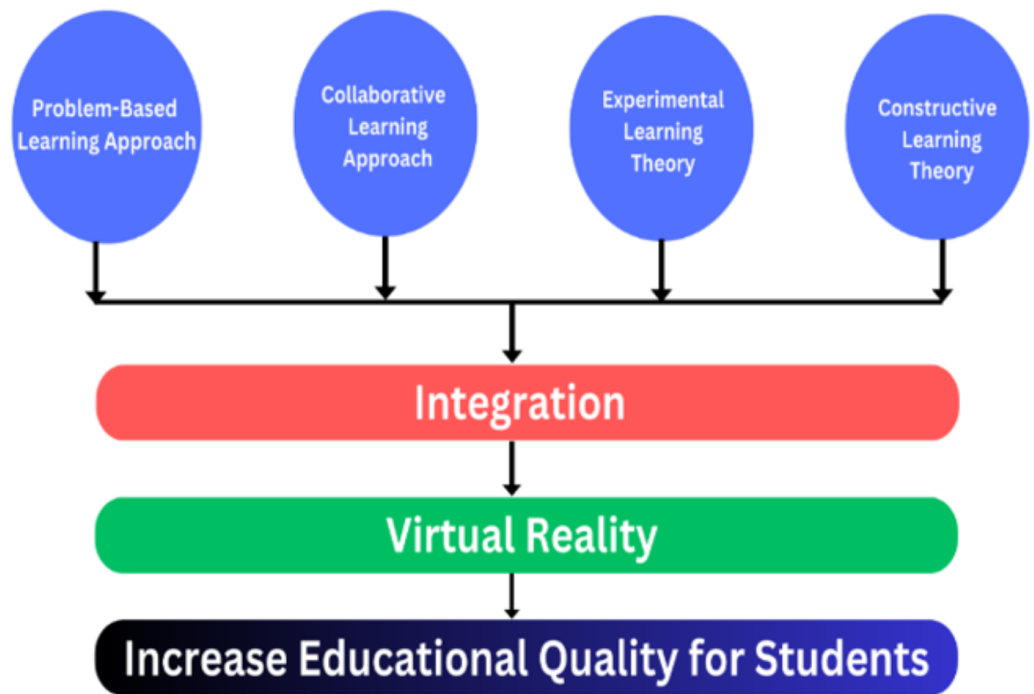 Problem-Based
Learning Approach
Collaborative
Learning
Approach
Experimental
Learning
Theory
Constructive
Learning
Theory
Integration
Virtual Reality
Increase Educational Quality for Students